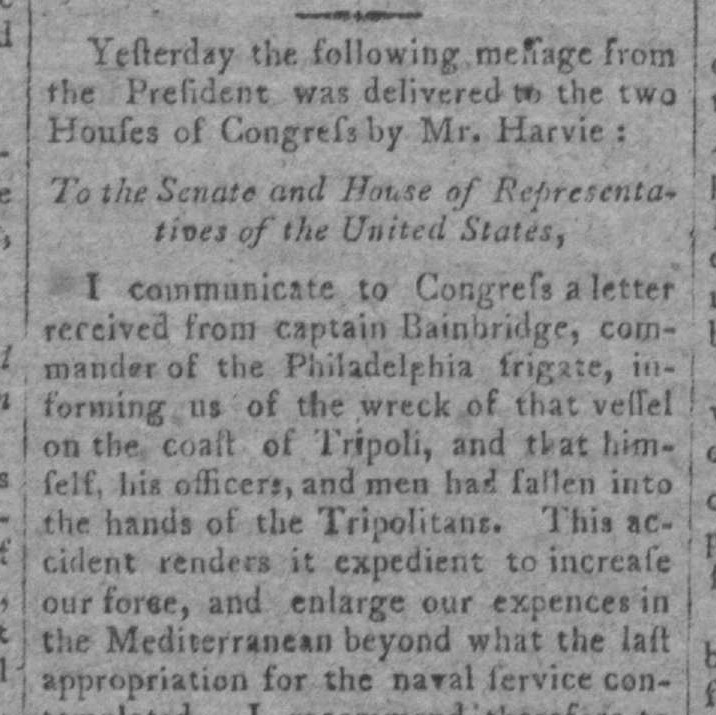 Yeſterday the following meſſage from
the Preſident was delivered to the two
Houſes of Congreſs by Mr. Harvie :
To the Senate and House of Representa-
tives of the United States,
I communicate to Congreſs a letter
received from captain Bainbridge, com-
mander of the Philadelphia frigate, in-
forming us of the wreck of that veſſel
on the coaſt of Tripoli, and that him-
ſelf, his officers, and men had fallen into
the hands of the Tripolitans. This ac-
cident renders it expedient to increaſe
our force, and enlarge our expences in
the Mediterranean beyond what the laſt
appropriation for the naval ſervice con-